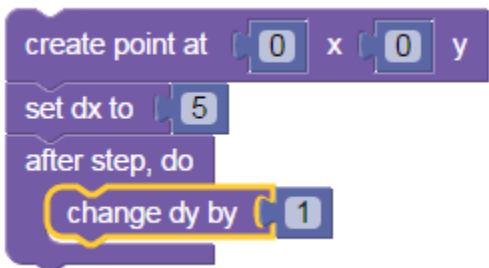 create point at 0 x 0 y
set dx to 5
after step, do
change dy by 1